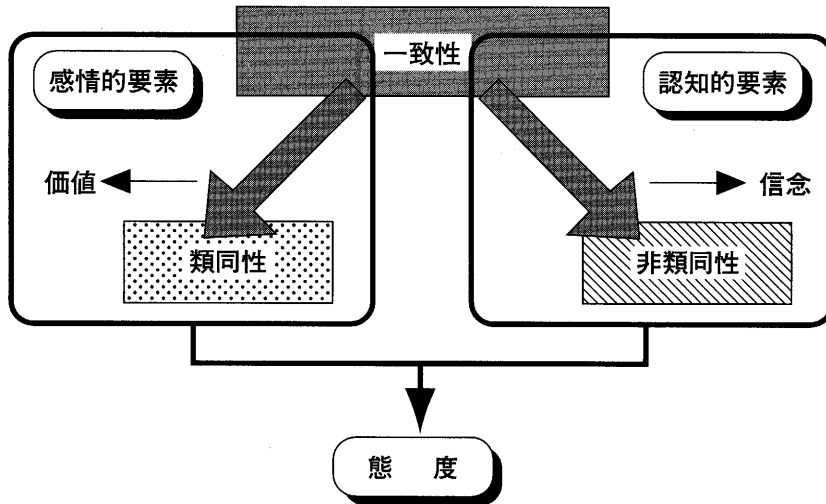 一致性
感情的要素
認知的要素
価値
信念
類同性
非類同性
態 度